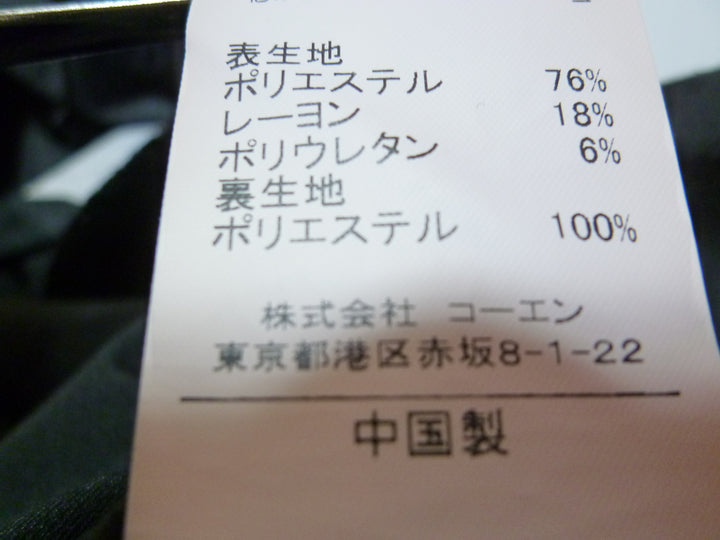 表生地
ポリエステル 76%
レーヨン 18%
ポリウレタン 6%
裏生地
ポリエステル 100%
株式会社 コーエン
東京都港区赤坂8-1-22
中国製